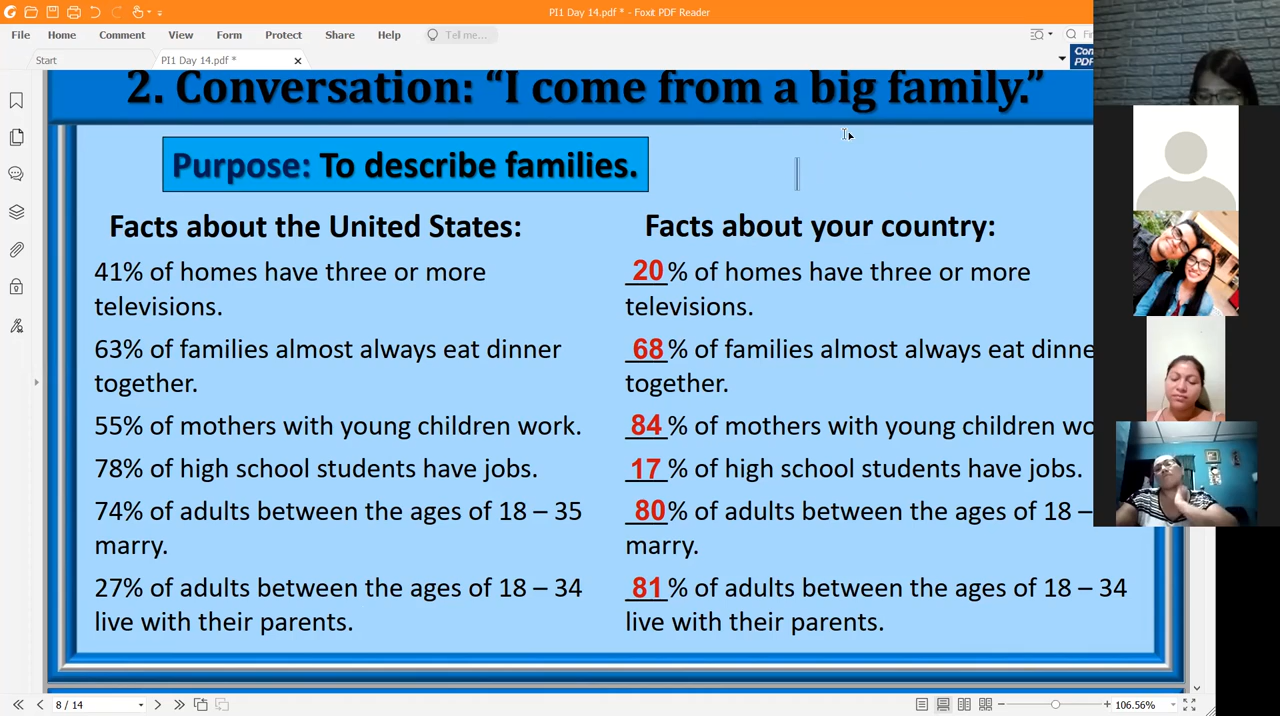 PI1 Day 14.pdf * - Foxit PDF Reader
File Home Comment View Form Protect Share Help Tell me...
Start PI1 Day 14.pdf *
2. Conversation: “I come from a big family.”
Purpose: To describe families.
Facts about the United States:
41% of homes have three or more
televisions.
63% of families almost always eat dinner
together.
55% of mothers with young children work.
78% of high school students have jobs.
74% of adults between the ages of 18 – 35
marry.
27% of adults between the ages of 18 – 34
live with their parents.
Facts about your country:
20% of homes have three or more
televisions.
68% of families almost always eat dinne
together.
84% of mothers with young children wo
17% of high school students have jobs.
80% of adults between the ages of 18 –
marry.
81% of adults between the ages of 18 – 34
live with their parents.
8 / 14
106.56%